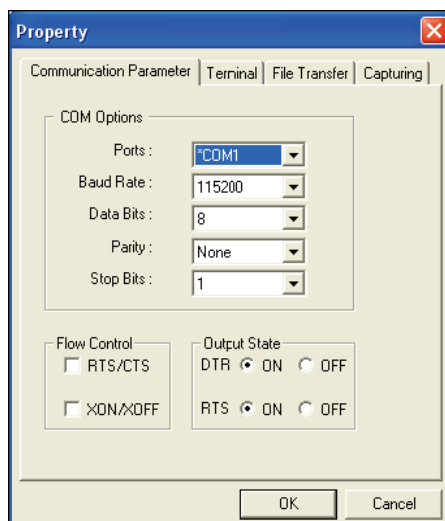 Property
Communication Parameter Terninal File Transfer Capturing
COM Options
Ports : *COM1
Baud Rate : 115200
Data Bits : 8
Parity : None
Stop Bits : 1
Flow Control Output State
RTS/CTS DTR ON OFF
XON/XOFF RTS ON OFF
OK Cancel